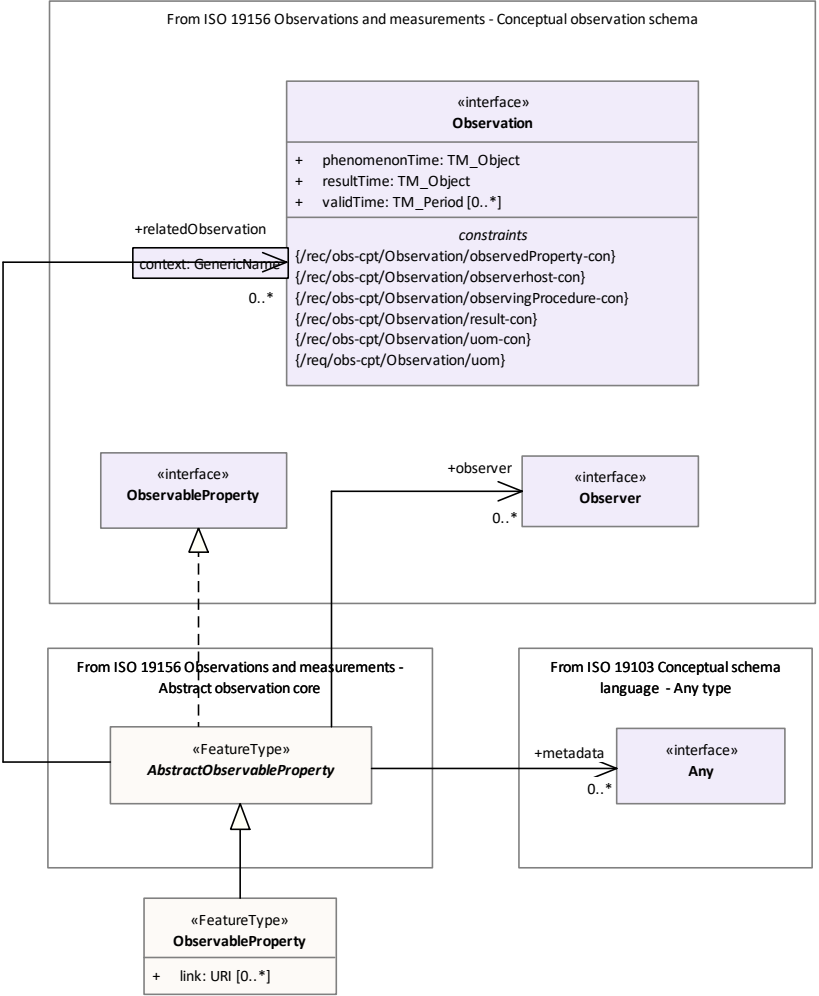 From ISO 19156 Observations and measurements - Conceptual observation schema
«interface»
Observation
+ phenomenonTime: TM_Object
+ resultTime: TM_Object
+ validTime: TM_Period [0..*]
constraints
{/rec/obs-cpt/Observation/observedProperty-con}
{/rec/obs-cpt/Observation/observerhost-con}
{/rec/obs-cpt/Observation/observingProcedure-con}
{/rec/obs-cpt/Observation/result-con}
{/rec/obs-cpt/Observation/uom-con}
{/req/obs-cpt/Observation/uom}
+relatedObservation
context: GenericName
0..*
«interface»
ObservableProperty
+observer
0..*
«interface»
Observer
From ISO 19156 Observations and measurements -
Abstract observation core
«FeatureType»
AbstractObservableProperty
From ISO 19103 Conceptual schema
language - Any type
+metadata
0..*
«interface»
Any
«FeatureType»
ObservableProperty
+ link: URI [0..*]